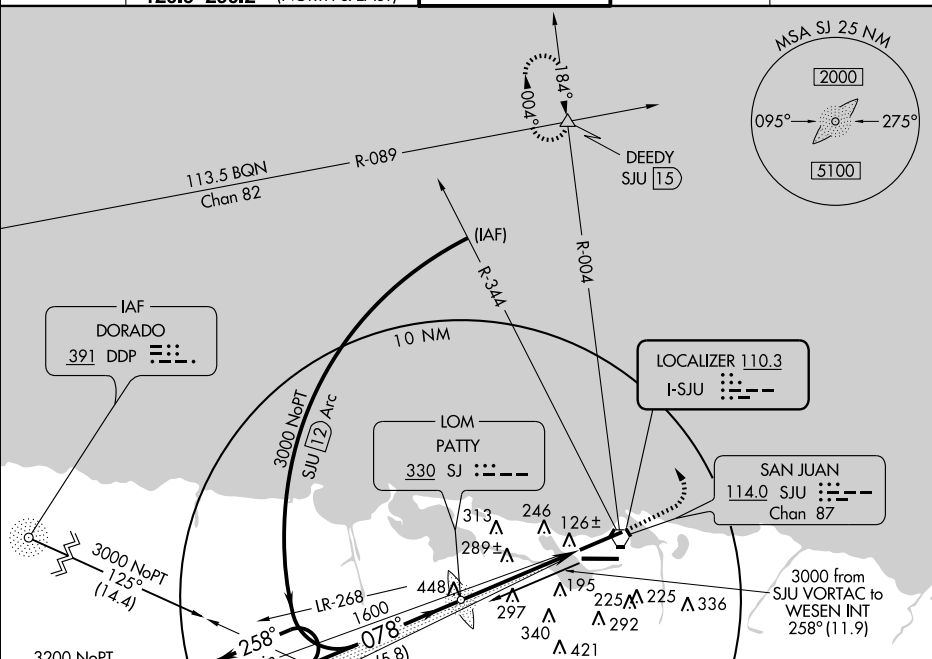 MSA SJ 25 NM
2000
095°
275°
5100
184°
004°
DEEDY
SJU 15
R-089
113.5 BQN
Chan 82
(IAF)
R-344
R-004
IAF
DORADO
391 DDP
10 NM
3000 NoPT
SJU 12 Arc
LOCALIZER 110.3
I-SJU
LOM
PATTY
330 SJ
SAN JUAN
114.0 SJU
Chan 87
313
246
126±
289±
448
297
195
225
225
336
340
292
421
3000 NoPT
125°
(14.4)
LR-268
1600
258°
078°
3000 from
SJU VORTAC to
WESEN INT
258° (11.9)
3200 NoPT